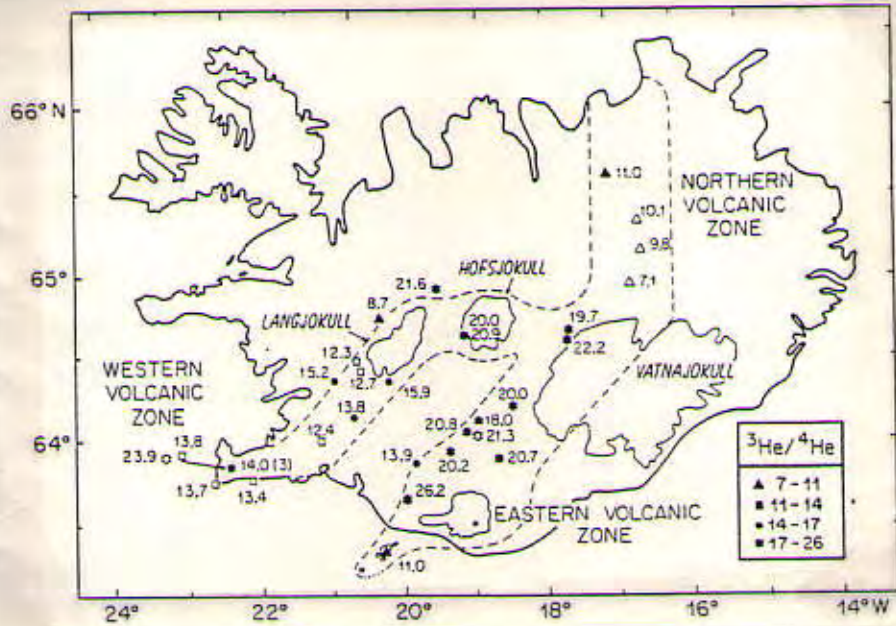 66° N
65°
64°
24°
22°
20°
18°
16°
14° W
NORTHERN
VOLCANIC
ZONE
WESTERN
VOLCANIC
ZONE
EASTERN VOLCANIC
ZONE
LANGJOKULL
HOFSJOKULL
VATNAJOKULL
11.0
10.1
9.8
7.1
21.6
8.7
20.0
20.9
19.7
22.2
12.3
12.7
15.2
15.9
13.8
12.4
20.0
18.0
20.8
21.3
13.9
20.2
20.7
26.2
13.8
23.9
14.0 (3)
13.7
13.4
11.0
³He/⁴He
▲ 7-11
■ 11-14
• 14-17
■ 17-26